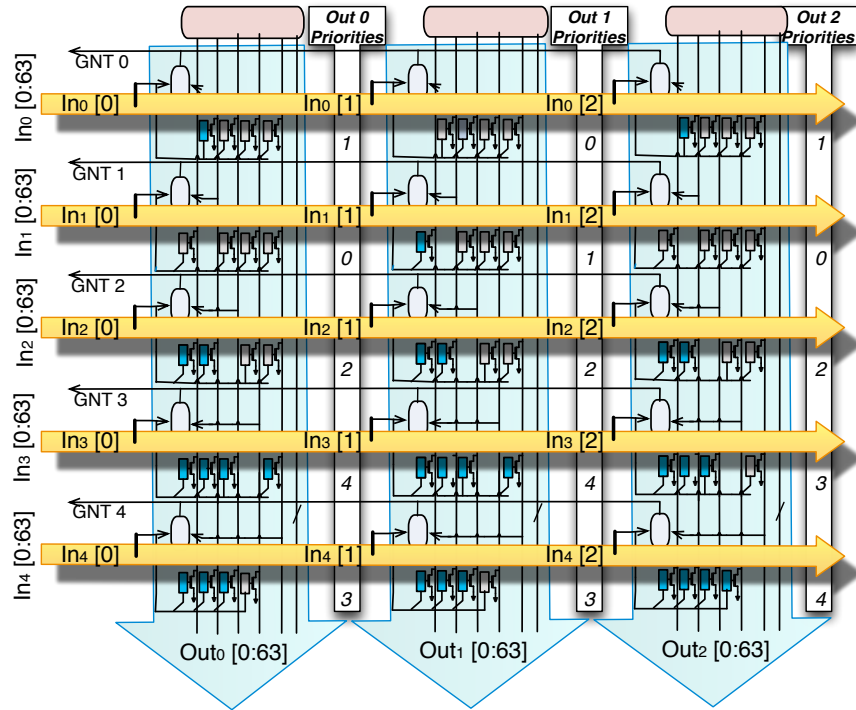 Out 0 Out 1 Out 2
Priorities Priorities Priorities
GNT 0
In0 [0:63] In0 [0] In0 [1] In0 [2]
1 0 1
GNT 1
In1 [0:63] In1 [0] In1 [1] In1 [2]
0 1 0
GNT 2
In2 [0:63] In2 [0] In2 [1] In2 [2]
2 2 2
GNT 3
In3 [0:63] In3 [0] In3 [1] In3 [2]
4 4 3
GNT 4
In4 [0:63] In4 [0] In4 [1] In4 [2]
3 3 4
Out0 [0:63] Out1 [0:63] Out2 [0:63]